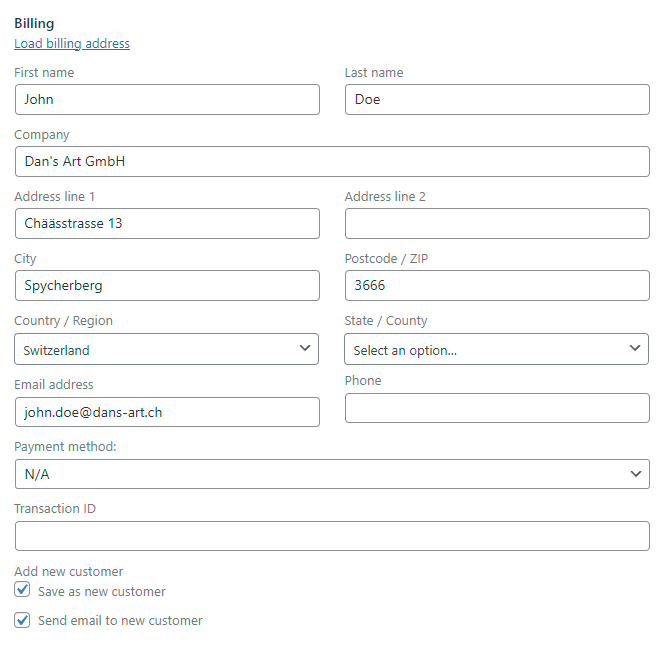 Billing
Load billing address
First name Last name
John Doe
Company
Dan's Art GmbH
Address line 1 Address line 2
Chäässtrasse 13
City Postcode / ZIP
Spycherberg 3666
Country / Region State / County
Switzerland Select an option...
Email address Phone
john.doe@dans-art.ch
Payment method:
N/A
Transaction ID
Add new customer
Save as new customer
Send email to new customer